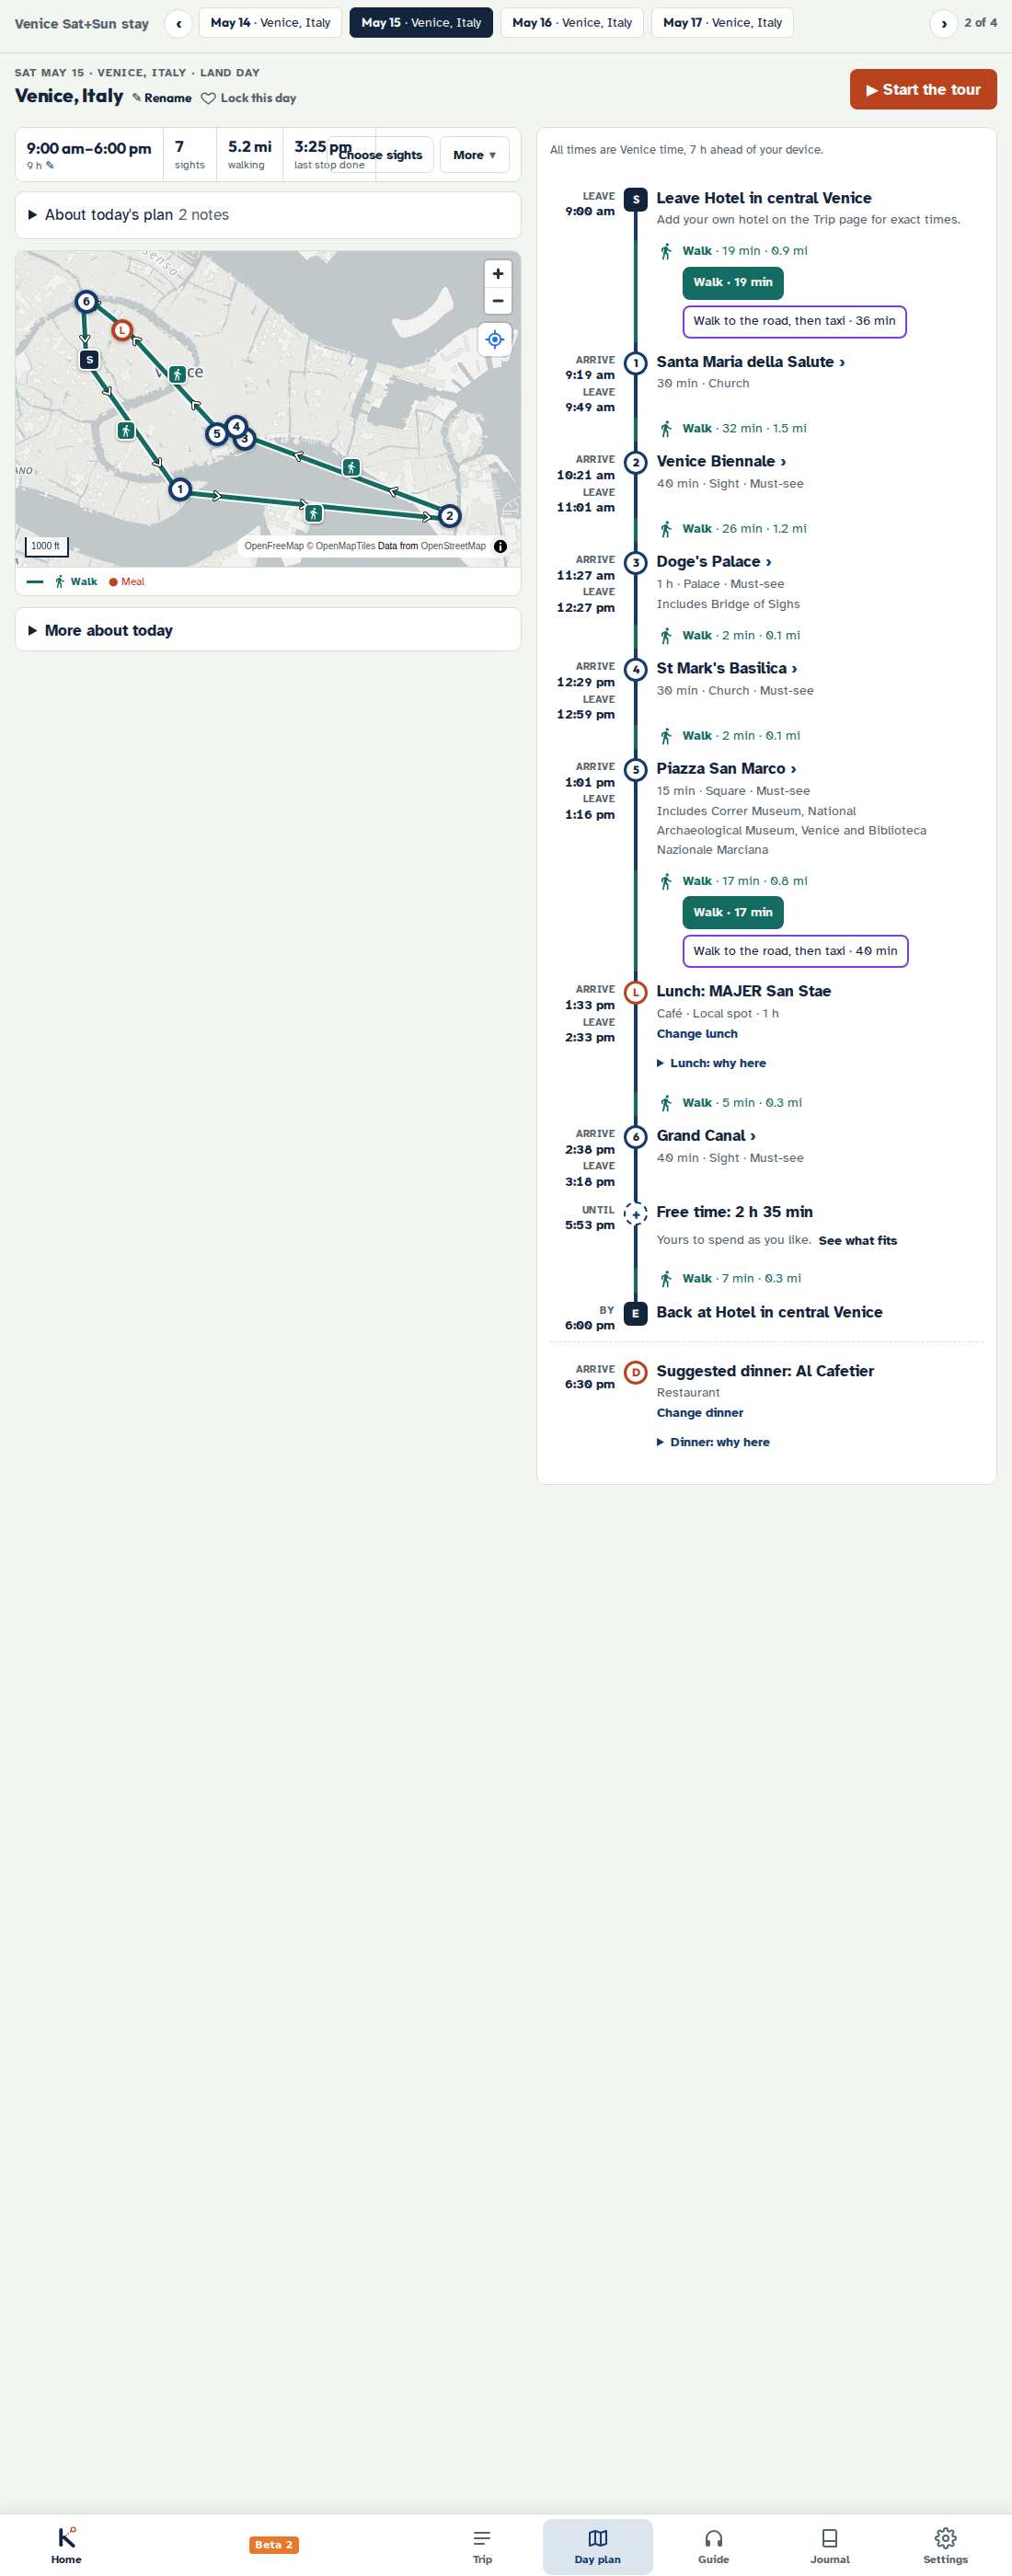 Venice Sat+Sun stay
‹
May 14 · Venice, Italy
May 15 · Venice, Italy
May 16 · Venice, Italy
May 17 · Venice, Italy
›
2 of 4
SAT MAY 15 · VENICE, ITALY · LAND DAY
Venice, Italy ✎ Rename ♡ Lock this day
▶ Start the tour
9:00 am–6:00 pm
9 h ✎
7
sights
5.2 mi
walking
3:25 pm
last stop done
Choose sights
More ▼
▶ About today's plan 2 notes
6
L
S
5
4
3
1
2
+
−
1000 ft
OpenFreeMap © OpenMapTiles Data from OpenStreetMap
Walk
Meal
▶ More about today
All times are Venice time, 7 h ahead of your device.
LEAVE
9:00 am
S
Leave Hotel in central Venice
Add your own hotel on the Trip page for exact times.
Walk · 19 min · 0.9 mi
Walk · 19 min
Walk to the road, then taxi · 36 min
ARRIVE
9:19 am
LEAVE
9:49 am
1
Santa Maria della Salute ›
30 min · Church
Walk · 32 min · 1.5 mi
ARRIVE
10:21 am
LEAVE
11:01 am
2
Venice Biennale ›
40 min · Sight · Must-see
Walk · 26 min · 1.2 mi
ARRIVE
11:27 am
LEAVE
12:27 pm
3
Doge's Palace ›
1 h · Palace · Must-see
Includes Bridge of Sighs
Walk · 2 min · 0.1 mi
ARRIVE
12:29 pm
LEAVE
12:59 pm
4
St Mark's Basilica ›
30 min · Church · Must-see
Walk · 2 min · 0.1 mi
ARRIVE
1:01 pm
LEAVE
1:16 pm
5
Piazza San Marco ›
15 min · Square · Must-see
Includes Correr Museum, National
Archaeological Museum, Venice and Biblioteca
Nazionale Marciana
Walk · 17 min · 0.8 mi
Walk · 17 min
Walk to the road, then taxi · 40 min
ARRIVE
1:33 pm
LEAVE
2:33 pm
L
Lunch: MAJER San Stae
Café · Local spot · 1 h
Change lunch
▶ Lunch: why here
Walk · 5 min · 0.3 mi
ARRIVE
2:38 pm
LEAVE
3:18 pm
6
Grand Canal ›
40 min · Sight · Must-see
UNTIL
5:53 pm
+
Free time: 2 h 35 min
Yours to spend as you like. See what fits
Walk · 7 min · 0.3 mi
BY
6:00 pm
E
Back at Hotel in central Venice
ARRIVE
6:30 pm
D
Suggested dinner: Al Cafetier
Restaurant
Change dinner
▶ Dinner: why here
Home
Beta 2
Trip
Day plan
Guide
Journal
Settings